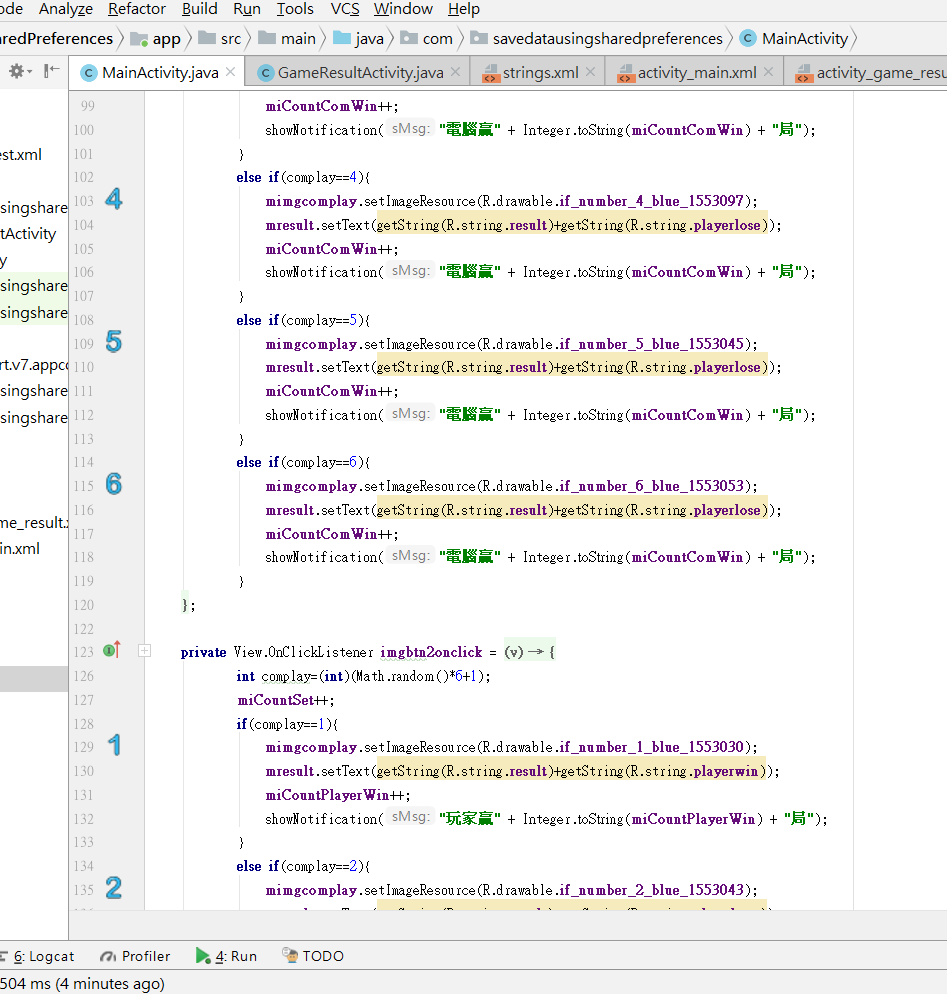 ode Analyze Refactor Build Run Tools VCS Window Help
aredPreferences app src main java com savedatausingsharedpreferences MainActivity
MainActivity.java GameResultActivity.java strings.xml activity_main.xml activity_game_resu
est.xml
singshare
tActivity
y
singshare
singshare
rt.v7.appco
singshare
singshare
me_result.x
in.xml
99 miCountComWin++;
100 showNotification( sMsg: "電腦贏" + Integer.toString(miCountComWin) + "局");
101 }
102 else if(complay==4){
103 4 mimgcomplay.setImageResource(R.drawable.if_number_4_blue_1553097);
104 mresult.setText(getString(R.string.result)+getString(R.string.playerlose));
105 miCountComWin++;
106 showNotification( sMsg: "電腦贏" + Integer.toString(miCountComWin) + "局");
107 }
108 else if(complay==5){
109 5 mimgcomplay.setImageResource(R.drawable.if_number_5_blue_1553045);
110 mresult.setText(getString(R.string.result)+getString(R.string.playerlose));
111 miCountComWin++;
112 showNotification( sMsg: "電腦贏" + Integer.toString(miCountComWin) + "局");
113 }
114 else if(complay==6){
115 6 mimgcomplay.setImageResource(R.drawable.if_number_6_blue_1553053);
116 mresult.setText(getString(R.string.result)+getString(R.string.playerlose));
117 miCountComWin++;
118 showNotification( sMsg: "電腦贏" + Integer.toString(miCountComWin) + "局");
119 }
120 };
122
123 private View.OnClickListener imgbtn2onclick = (v) → {
126 int complay=(int)(Math.random()*6+1);
127 miCountSet++;
128 if(complay==1){
129 1 mimgcomplay.setImageResource(R.drawable.if_number_1_blue_1553030);
130 mresult.setText(getString(R.string.result)+getString(R.string.playerwin));
131 miCountPlayerWin++;
132 showNotification( sMsg: "玩家贏" + Integer.toString(miCountPlayerWin) + "局");
133 }
134 else if(complay==2){
135 2 mimgcomplay.setImageResource(R.drawable.if_number_2_blue_1553043);
6: Logcat Profiler 4: Run TODO
504 ms (4 minutes ago)